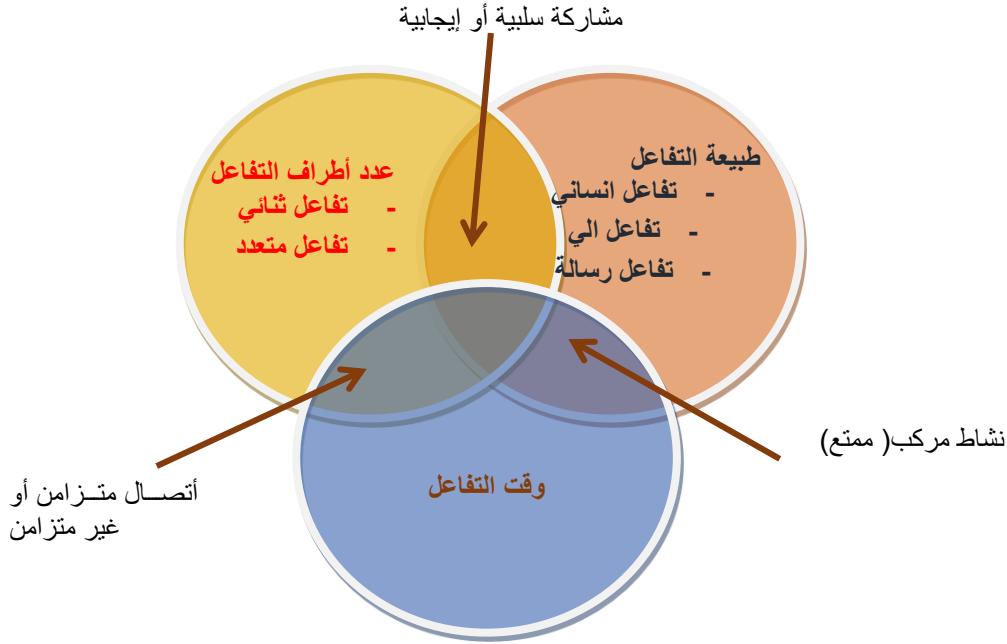 مشاركة سلبية أو إيجابية
طبيعة التفاعل
- تفاعل انساني
- تفاعل الي
- تفاعل رسالة
عدد أطراف التفاعل
- تفاعل ثنائي
- تفاعل متعدد
نشاط مركب( ممتع)
وقت التفاعل
أتصـــال متــزامن أو
غير متزامن